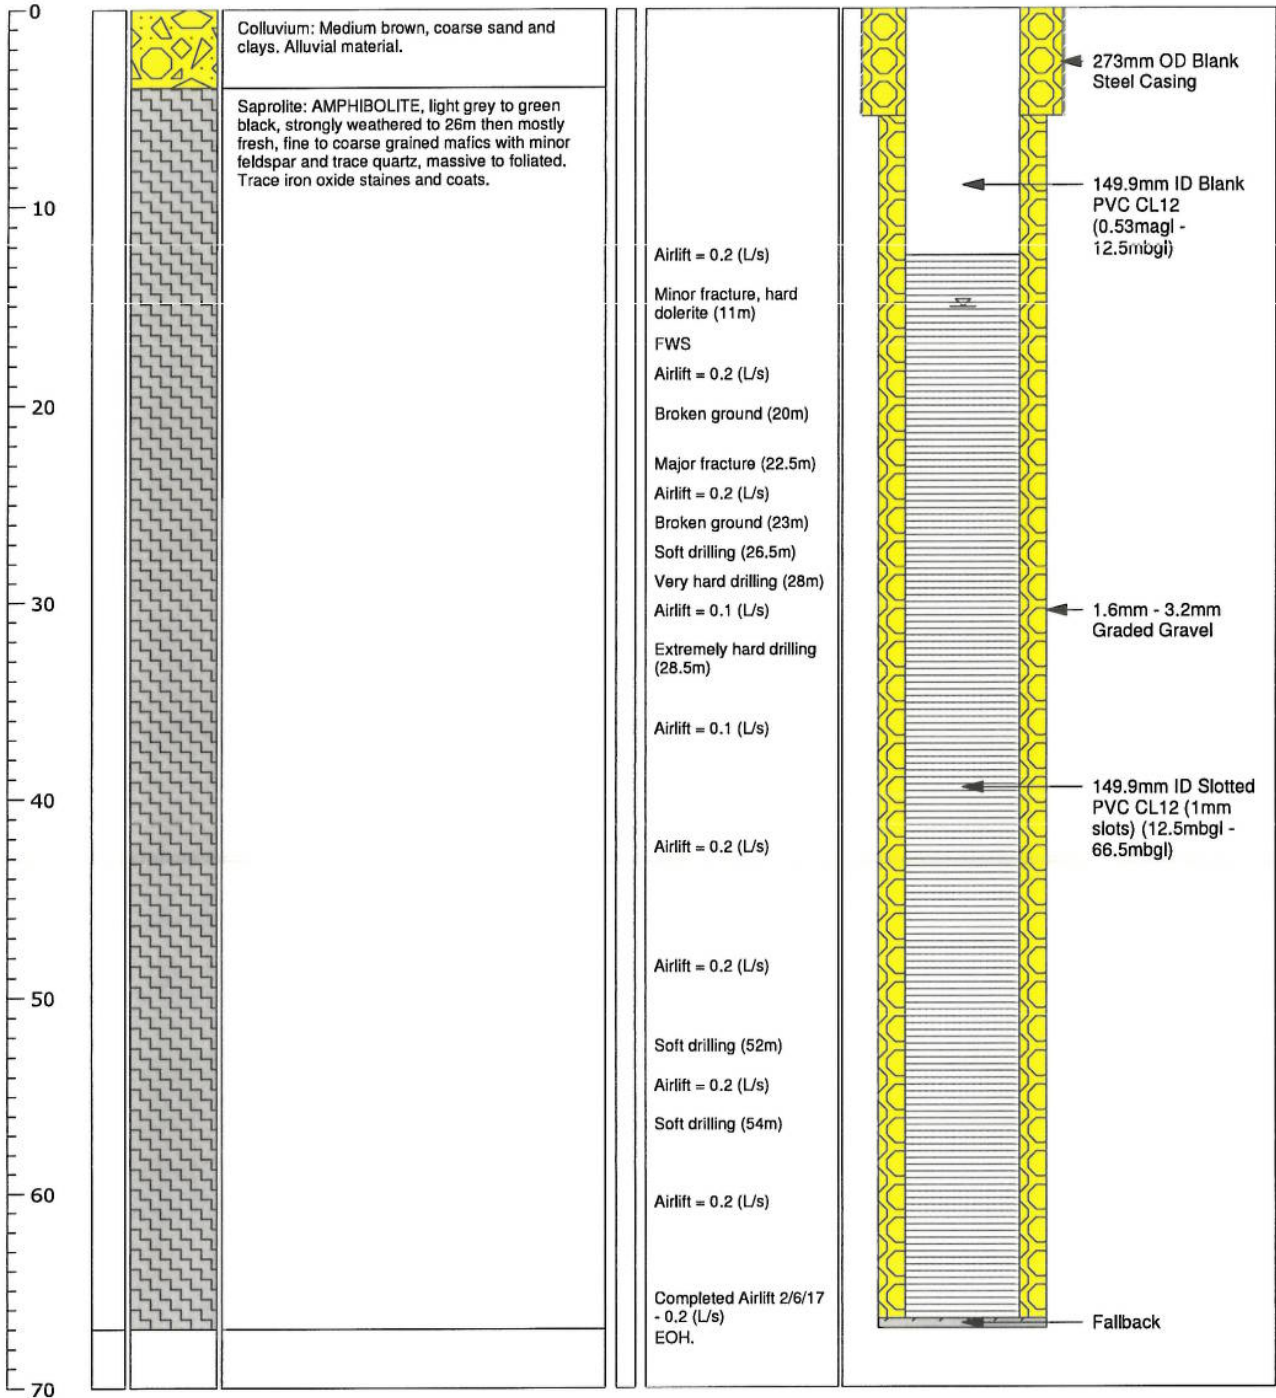 0
10
20
30
40
50
60
70
Colluvium: Medium brown, coarse sand and
clays. Alluvial material.
Saprolite: AMPHIBOLITE, light grey to green
black, strongly weathered to 26m then mostly
fresh, fine to coarse grained mafics with minor
feldspar and trace quartz, massive to foliated.
Trace iron oxide staines and coats.
Airlift = 0.2 (L/s)
Minor fracture, hard
dolerite (11m)
FWS
Airlift = 0.2 (L/s)
Broken ground (20m)
Major fracture (22.5m)
Airlift = 0.2 (L/s)
Broken ground (23m)
Soft drilling (26.5m)
Very hard drilling (28m)
Airlift = 0.1 (L/s)
Extremely hard drilling
(28.5m)
Airlift = 0.1 (L/s)
Airlift = 0.2 (L/s)
Airlift = 0.2 (L/s)
Soft drilling (52m)
Airlift = 0.2 (L/s)
Soft drilling (54m)
Airlift = 0.2 (L/s)
Completed Airlift 2/6/17
- 0.2 (L/s)
EOH.
273mm OD Blank
Steel Casing
149.9mm ID Blank
PVC CL12
(0.53magl -
12.5mbgl)
1.6mm - 3.2mm
Graded Gravel
149.9mm ID Slotted
PVC CL12 (1mm
slots) (12.5mbgl -
66.5mbgl)
Fallback